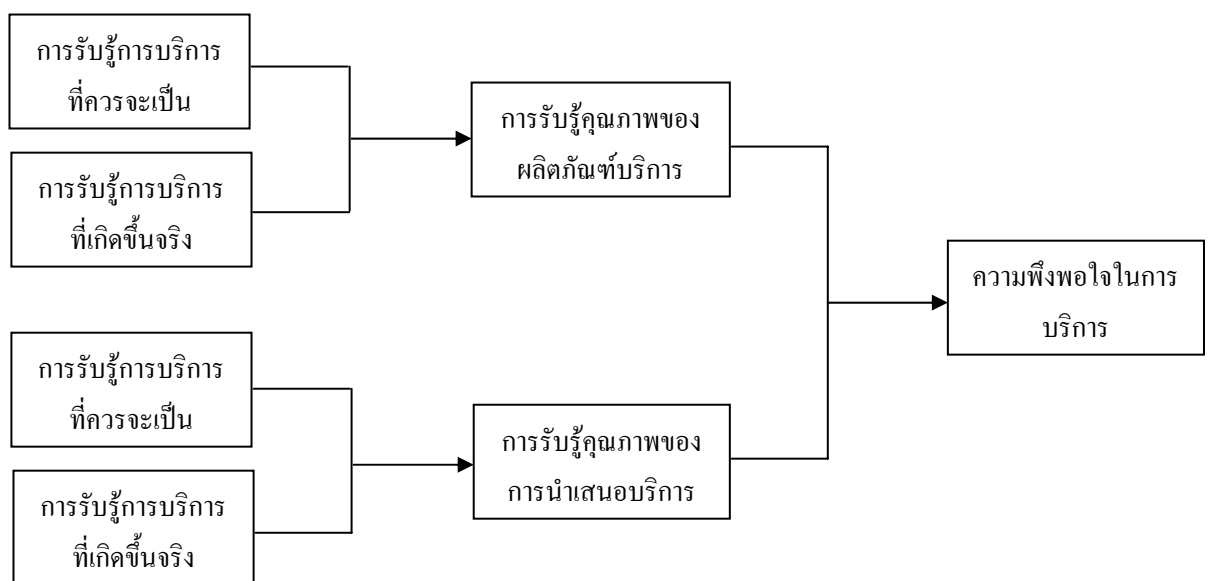 การรับรู้การบริการ
ที่ควรจะเป็น
การรับรู้การบริการ
ที่เกิดขึ้นจริง
การรับรู้คุณภาพของ
ผลิตภัณฑ์บริการ
ความพึงพอใจในการ
บริการ
การรับรู้การบริการ
ที่ควรจะเป็น
การรับรู้การบริการ
ที่เกิดขึ้นจริง
การรับรู้คุณภาพของ
การนำเสนอบริการ